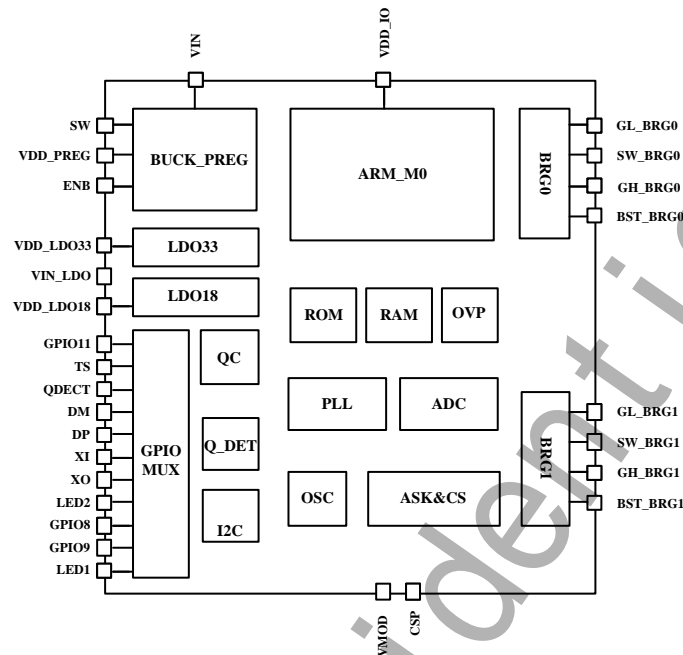 VIN
VDD_IO
SW
VDD_PREG
ENB
BUCK_PREG
ARM_M0
BRG0
GL_BRG0
SW_BRG0
GH_BRG0
BST_BRG0
VDD_LDO33
LDO33
VIN_LDO
VDD_LDO18
LDO18
ROM
RAM
OVP
GPIO11
TS
QDECT
DM
DP
XI
XO
LED2
GPIO8
GPIO9
LED1
GPIO
MUX
QC
Q_DET
I2C
PLL
ADC
OSC
ASK&CS
BRG1
GL_BRG1
SW_BRG1
GH_BRG1
BST_BRG1
VMOD
CSP
ident